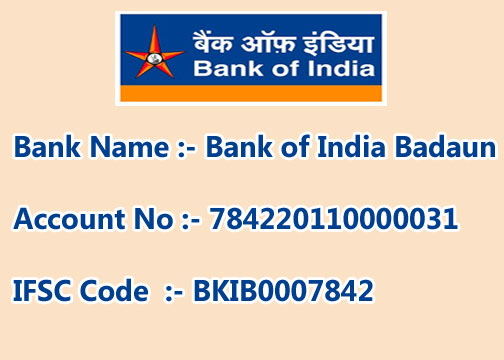 बैंक ऑफ़ इंडिया
Bank of India
Bank Name :- Bank of India Badaun
Account No :- 784220110000031
IFSC Code :- BKIB0007842